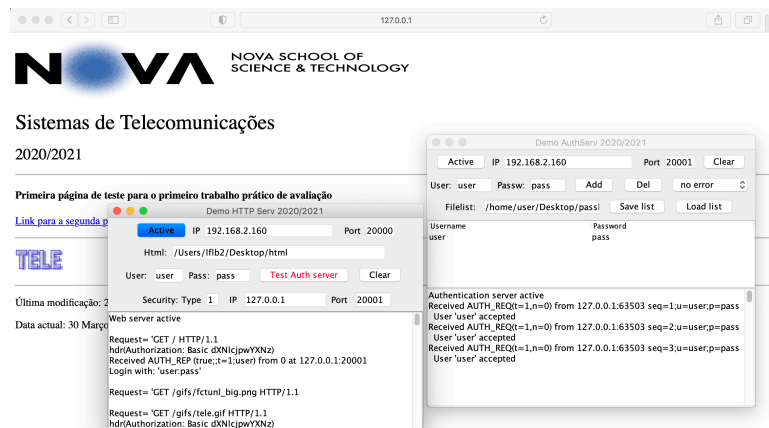 127.0.0.1
NOVA
NOVA SCHOOL OF
SCIENCE & TECHNOLOGY
Sistemas de Telecomunicações
2020/2021
Primeira página de teste para o primeiro trabalho prático de avaliação
Link para a segunda p
TELE
Última modificação: 2
Data actual: 30 Março
Demo HTTP Serv 2020/2021
Active IP 192.168.2.160 Port 20000
Html: /Users/lflb2/Desktop/html
User: user Pass: pass Test Auth server Clear
Security: Type 1 IP 127.0.0.1 Port 20001
Web server active
Request= 'GET / HTTP/1.1
hdr(Authorization: Basic dXNlcjpwYXNz)
Received AUTH_REP (true;;t=1;user) from 0 at 127.0.0.1:20001
Login with: 'user:pass'
Request= 'GET /gifs/fctunl_big.png HTTP/1.1
Request= 'GET /gifs/tele.gif HTTP/1.1
hdr(Authorization: Basic dXNlcjpwYXNz)
Demo AuthServ 2020/2021
Active IP 192.168.2.160 Port 20001 Clear
User: user Passw: pass Add Del no error
Filelist: /home/user/Desktop/passl Save list Load list
Username Password
user pass
Authentication server active
Received AUTH_REQ(t=1,n=0) from 127.0.0.1:63503 seq=1;u=user;p=pass
User 'user' accepted
Received AUTH_REQ(t=1,n=0) from 127.0.0.1:63503 seq=2;u=user;p=pass
User 'user' accepted
Received AUTH_REQ(t=1,n=0) from 127.0.0.1:63503 seq=3;u=user;p=pass
User 'user' accepted